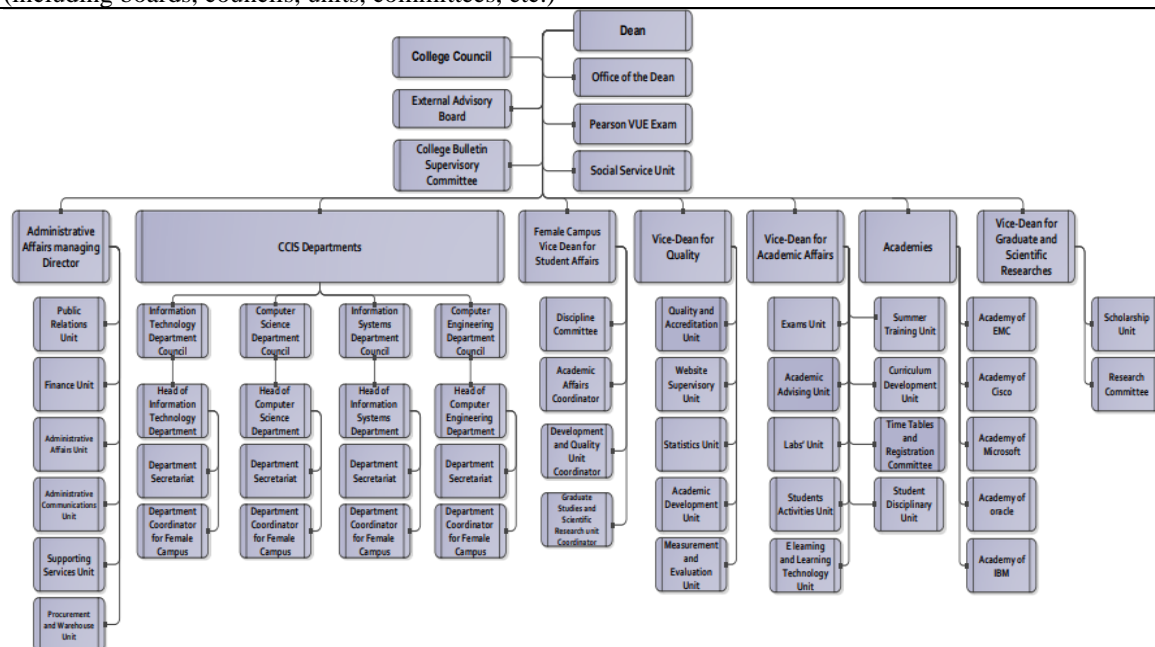 (including boards, councils, units, committees, etc.)
Dean
College Council
Office of the Dean
External Advisory
Board
Pearson VUE Exam
College Bulletin
Supervisory
Committee
Social Service Unit
Administrative
Affairs managing
Director
CCIS Departments
Female Campus
Vice Dean for
Student Affairs
Vice-Dean for
Quality
Vice-Dean for
Academic Affairs
Academies
Vice-Dean for
Graduate and
Scientific
Researches
Public
Relations
Unit
Finance Unit
Administrative
Affairs Unit
Administrative
Communications
Unit
Supporting
Services Unit
Procurement
and Warehouse
Unit
Information
Technology
Department
Council
Head of
Information
Technology
Department
Department
Secretariat
Department
Coordinator
for Female
Campus
Computer
Science
Department
Council
Head of
Computer
Science
Department
Department
Secretariat
Department
Coordinator
for Female
Campus
Information
Systems
Department
Council
Head of
Information
Systems
Department
Department
Secretariat
Department
Coordinator
for Female
Campus
Computer
Engineering
Department
Council
Head of
Computer
Engineering
Department
Department
Secretariat
Department
Coordinator
for Female
Campus
Discipline
Committee
Academic
Affairs
Coordinator
Development
and Quality
Unit
Coordinator
Graduate
Studies and
Scientific
Research unit
Coordinator
Quality and
Accreditation
Unit
Website
Supervisory
Unit
Statistics Unit
Academic
Development
Unit
Measurement
and
Evaluation
Unit
Exams Unit
Academic
Advising Unit
Labs' Unit
Students
Activities Unit
E learning
and Learning
Technology
Unit
Summer
Training Unit
Curriculum
Development
Unit
Time Tables
and
Registration
Committee
Student
Disciplinary
Unit
Academy of
EMC
Academy of
Cisco
Academy of
Microsoft
Academy of
oracle
Academy of
IBM
Scholarship
Unit
Research
Committee